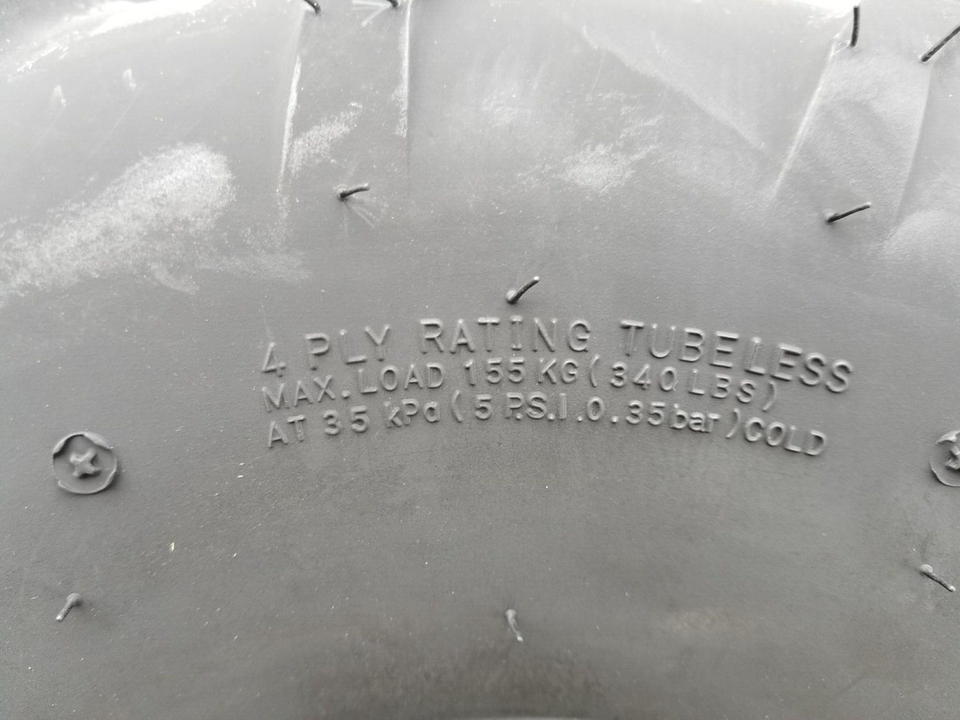 4 PLY RATING TUBELESS
MAX. LOAD 155 KG ( 340 LBS )
AT 35 kPa ( 5 P.S.I. 0.35 bar ) COLD